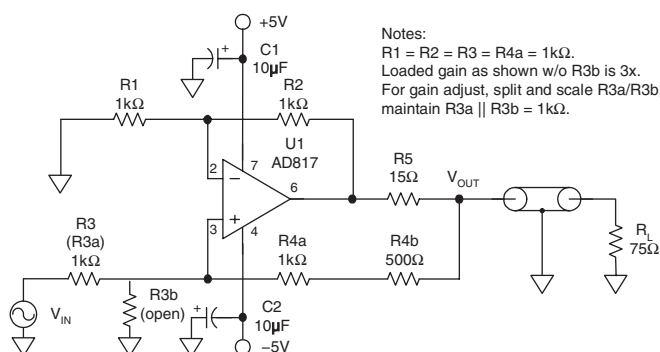 +5V
C1
10μF
+
Notes:
R1 = R2 = R3 = R4a = 1kΩ.
Loaded gain as shown w/o R3b is 3x.
For gain adjust, split and scale R3a/R3b
maintain R3a || R3b = 1kΩ.
R1
1kΩ
R2
1kΩ
U1
AD817
7
2
−
6
+
3
4
R5
15Ω
VOUT
RL
75Ω
R3
(R3a)
1kΩ
R4a
1kΩ
R4b
500Ω
VIN
R3b
(open)
+
C2
10μF
−5V